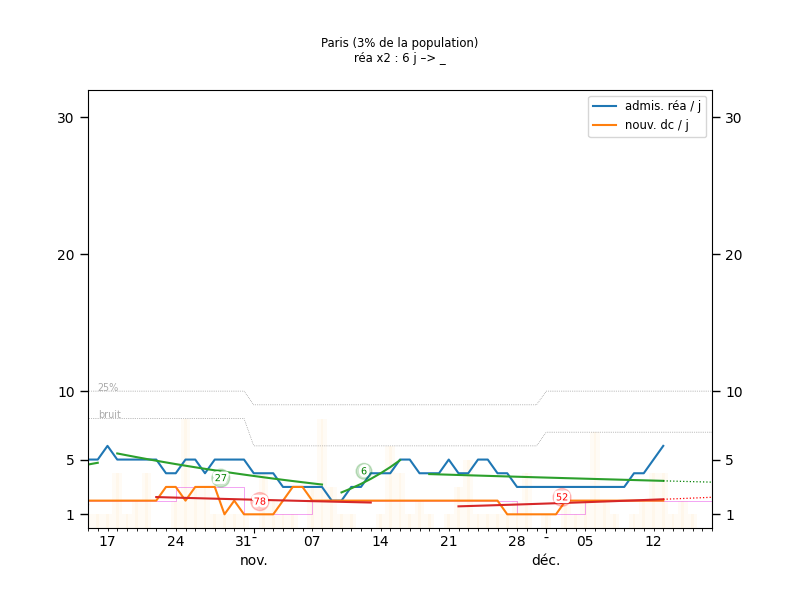 Paris (3% de la population)
réa x2 : 6 j –> _
admis. réa / j
nouv. dc / j
30 30
20 20
10 10
25%
bruit
5 5
1 1
6
27
78
52
17 24 31 - 07 14 21 28 - 05 12
nov. déc.